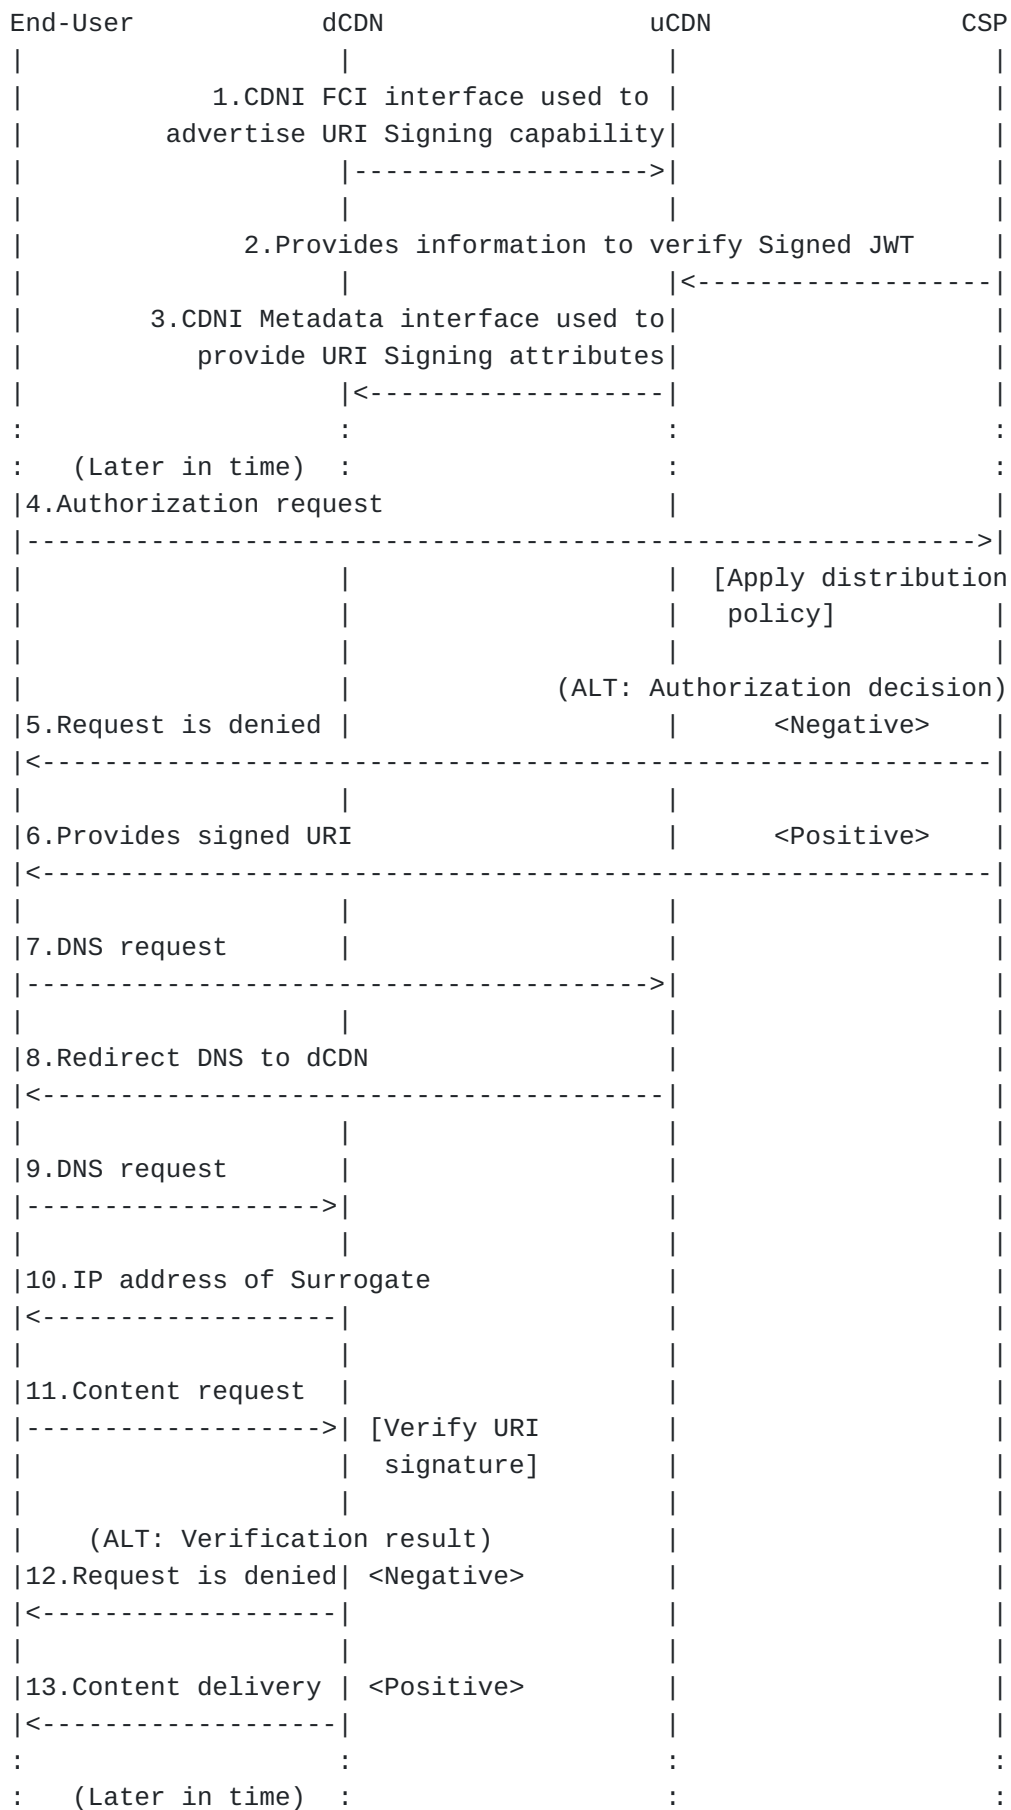 End-User            dCDN                 uCDN                CSP
|                    |                    |                    |
|            1.CDNI FCI interface used to |                    |
|         advertise URI Signing capability|                    |
|                    |------------------->|                    |
|                    |                    |                    |
|              2.Provides information to verify Signed JWT     |
|                    |                    |<-------------------|
|        3.CDNI Metadata interface used to|                    |
|           provide URI Signing attributes|                    |
|                    |<-------------------|                    |
:                    :                    :                    :
:   (Later in time)  :                    :                    :
|4.Authorization request                  |                    |
|------------------------------------------------------------->|
|                    |                    |  [Apply distribution
|                    |                    |   policy]          |
|                    |                    |                    |
|                    |             (ALT: Authorization decision)
|5.Request is denied |                    |      <Negative>    |
|<-------------------------------------------------------------|
|                    |                    |                    |
|6.Provides signed URI                    |      <Positive>    |
|<-------------------------------------------------------------|
|                    |                    |                    |
|7.DNS request       |                    |                    |
|---------------------------------------->|                    |
|                    |                    |                    |
|8.Redirect DNS to dCDN                   |                    |
|<----------------------------------------|                    |
|                    |                    |                    |
|9.DNS request       |                    |                    |
|------------------->|                    |                    |
|                    |                    |                    |
|10.IP address of Surrogate               |                    |
|<-------------------|                    |                    |
|                    |                    |                    |
|11.Content request  |                    |                    |
|------------------->| [Verify URI        |                    |
|                    |  signature]        |                    |
|                    |                    |                    |
|    (ALT: Verification result)           |                    |
|12.Request is denied| <Negative>         |                    |
|<-------------------|                    |                    |
|                    |                    |                    |
|13.Content delivery | <Positive>         |                    |
|<-------------------|                    |                    |
:                    :                    :                    :
:   (Later in time)  :                    :                    :